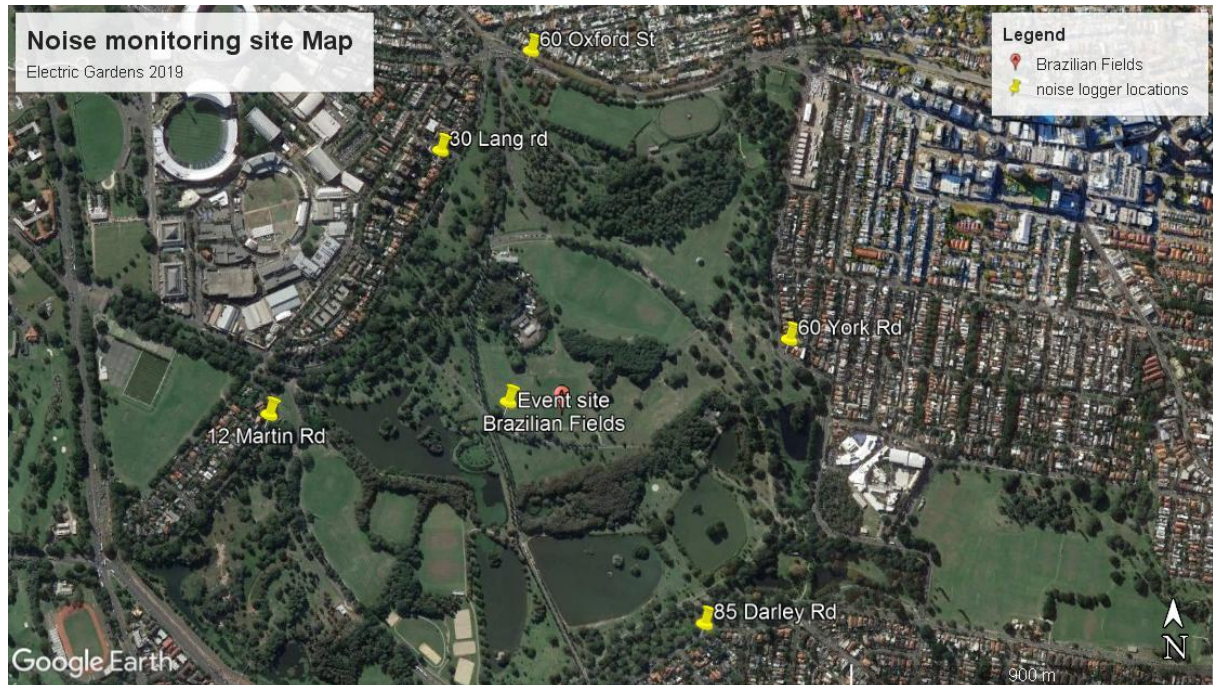 Noise monitoring site Map
Electric Gardens 2019
Legend
Brazilian Fields
noise logger locations
60 Oxford St
30 Lang rd
60 York Rd
Event site
Brazilian Fields
12 Martin Rd
85 Darley Rd
N
Google Earth
900 m